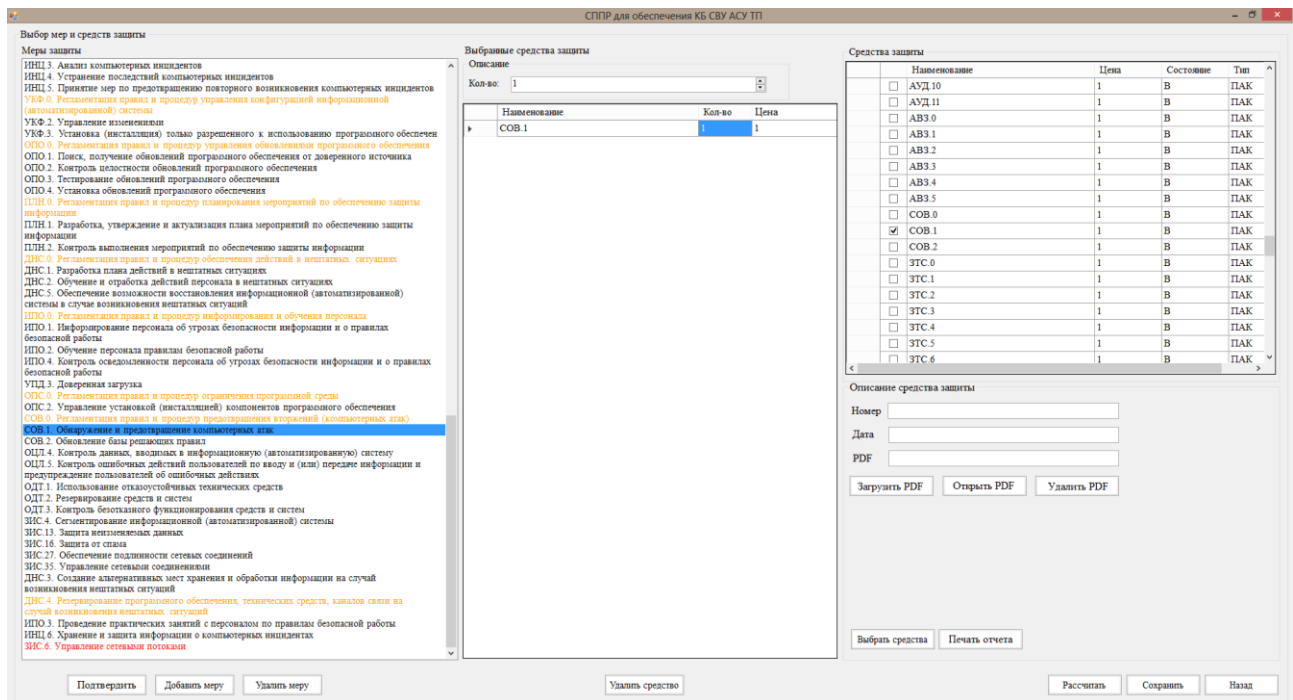 СППР для обеспечения КБ СВУ АСУ ТП
Выбор мер и средств защиты
Меры защиты
ИНЦ.3. Анализ компьютерных инцидентов
ИНЦ.4. Устранение последствий компьютерных инцидентов
ИНЦ.5. Принятие мер по предотвращению повторного возникновения компьютерных инцидентов
УКФ.0. Регламентация правил и процедур управления конфигурацией информационной
(автоматизированной) системы
УКФ.2. Управление изменениями
УКФ.3. Установка (инсталляция) только разрешенного к использованию программного обеспечен
ОПО.0. Регламентация правил и процедур управления обновлениями программного обеспечения
ОПО.1. Поиск, получение обновлений программного обеспечения от доверенного источника
ОПО.2. Контроль целостности обновлений программного обеспечения
ОПО.3. Тестирование обновлений программного обеспечения
ОПО.4. Установка обновлений программного обеспечения
ПЛН.0. Регламентация правил и процедур планирования мероприятий по обеспечению защиты
информации
ПЛН.1. Разработка, утверждение и актуализация плана мероприятий по обеспечению защиты
информации
ПЛН.2. Контроль выполнения мероприятий по обеспечению защиты информации
ДНС.0. Регламентация правил и процедур обеспечения действий в нештатных ситуациях
ДНС.1. Разработка плана действий в нештатных ситуациях
ДНС.2. Обучение и отработка действий персонала в нештатных ситуациях
ДНС.5. Обеспечение возможности восстановления информационной (автоматизированной)
системы в случае возникновения нештатных ситуаций
ИПО.0. Регламентация правил и процедур информирования и обучения персонала
ИПО.1. Информирование персонала об угрозах безопасности информации и о правилах
безопасной работы
ИПО.2. Обучение персонала правилам безопасной работы
ИПО.4. Контроль осведомленности персонала об угрозах безопасности информации и о правилах
безопасной работы
УПД.3. Доверенная загрузка
ОПС.0. Регламентация правил и процедур ограничения программной среды
ОПС.2. Управление установкой (инсталляцией) компонентов программного обеспечения
СОВ.0. Регламентация правил и процедур предотвращения вторжений (компьютерных атак)
СОВ.1. Обнаружение и предотвращение компьютерных атак
СОВ.2. Обновление базы решающих правил
ОЦЛ.4. Контроль данных, вводимых в информационную (автоматизированную) систему
ОЦЛ.5. Контроль ошибочных действий пользователей по вводу и (или) передаче информации и
предупреждение пользователей об ошибочных действиях
ОДТ.1. Использование отказоустойчивых технических средств
ОДТ.2. Резервирование средств и систем
ОДТ.3. Контроль безотказного функционирования средств и систем
ЗИС.4. Сегментирование информационной (автоматизированной) системы
ЗИС.13. Защита неизменяемых данных
ЗИС.16. Защита от спама
ЗИС.27. Обеспечение подлинности сетевых соединений
ЗИС.35. Управление сетевыми соединениями
ДНС.3. Создание альтернативных мест хранения и обработки информации на случай
возникновения нештатных ситуаций
ДНС.4. Резервирование программного обеспечения, технических средств, каналов связи на
случай возникновения нештатных ситуаций
ИПО.3. Проведение практических занятий с персоналом по правилам безопасной работы
ИНЦ.6. Хранение и защита информации о компьютерных инцидентах
ЗИС.6. Управление сетевыми потоками
Подтвердить Добавить меру Удалить меру
Выбранные средства защиты
Описание
Кол-во: 1
Наименование Кол-во Цена
СОВ.1 1 1
Удалить средство
Средства защиты
Наименование Цена Состояние Тип
АУД.10 1 В ПАК
АУД.11 1 В ПАК
АВЗ.0 1 В ПАК
АВЗ.1 1 В ПАК
АВЗ.2 1 В ПАК
АВЗ.3 1 В ПАК
АВЗ.4 1 В ПАК
АВЗ.5 1 В ПАК
СОВ.0 1 В ПАК
СОВ.1 1 В ПАК
СОВ.2 1 В ПАК
ЗТС.0 1 В ПАК
ЗТС.1 1 В ПАК
ЗТС.2 1 В ПАК
ЗТС.3 1 В ПАК
ЗТС.4 1 В ПАК
ЗТС.5 1 В ПАК
ЗТС.6 1 В ПАК
Описание средства защиты
Номер
Дата
PDF
Загрузить PDF Открыть PDF Удалить PDF
Выбрать средства Печать отчета
Рассчитать Сохранить Назад